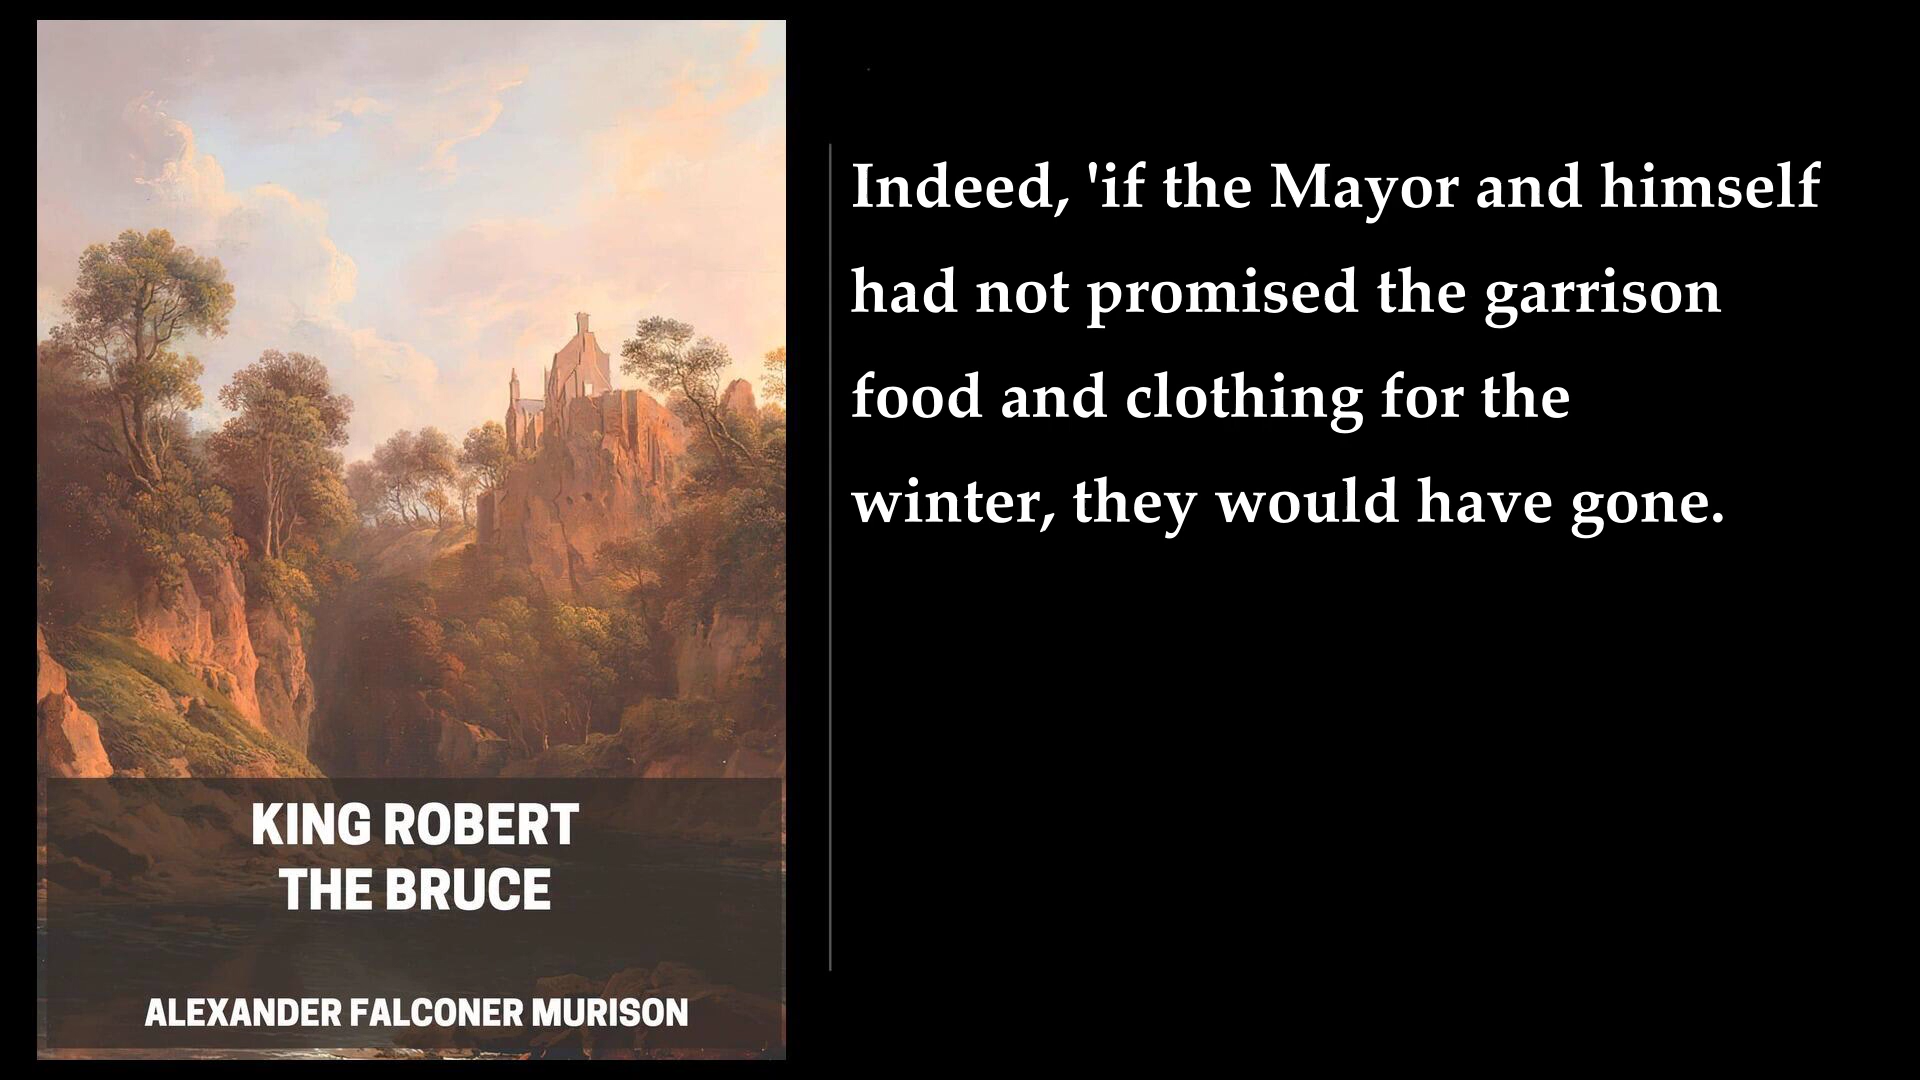 Indeed, 'if the Mayor and himself
had not promised the garrison
food and clothing for the
winter, they would have gone.
KING ROBERT
THE BRUCE
ALEXANDER FALCONER MURISON